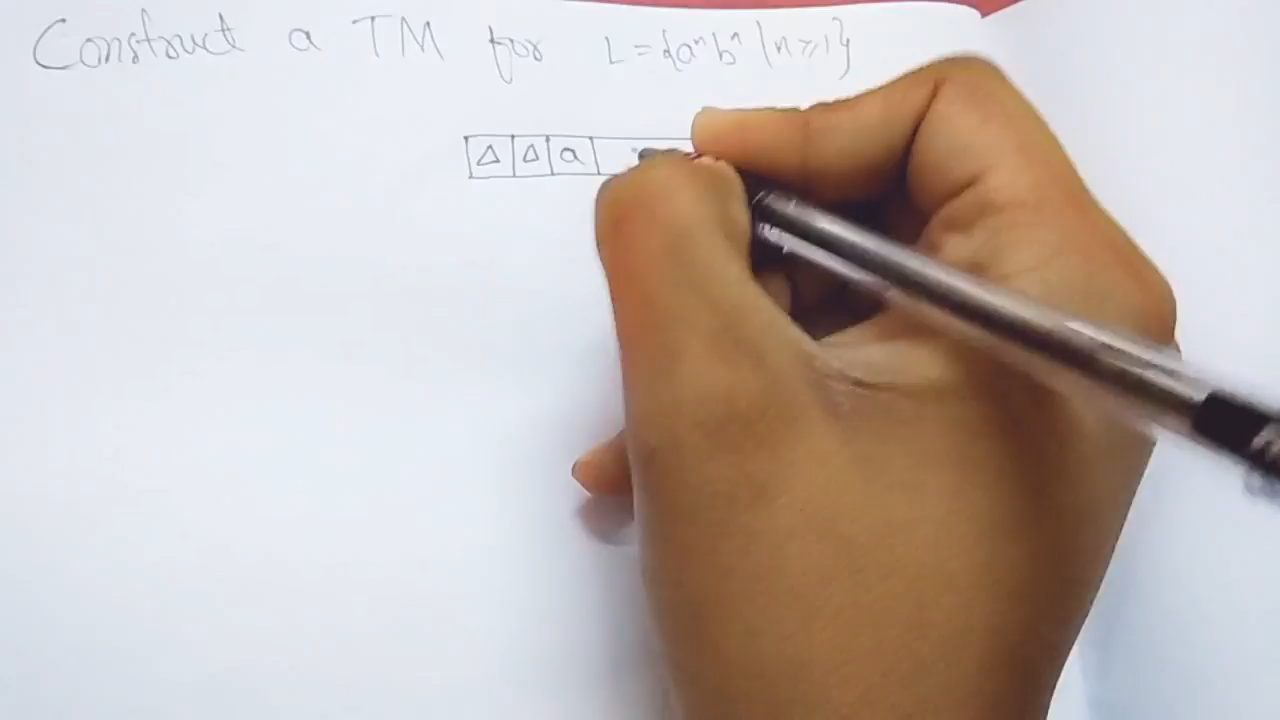 Construct a TM for L = {aⁿbⁿ | n ≥ 1}
Δ Δ a